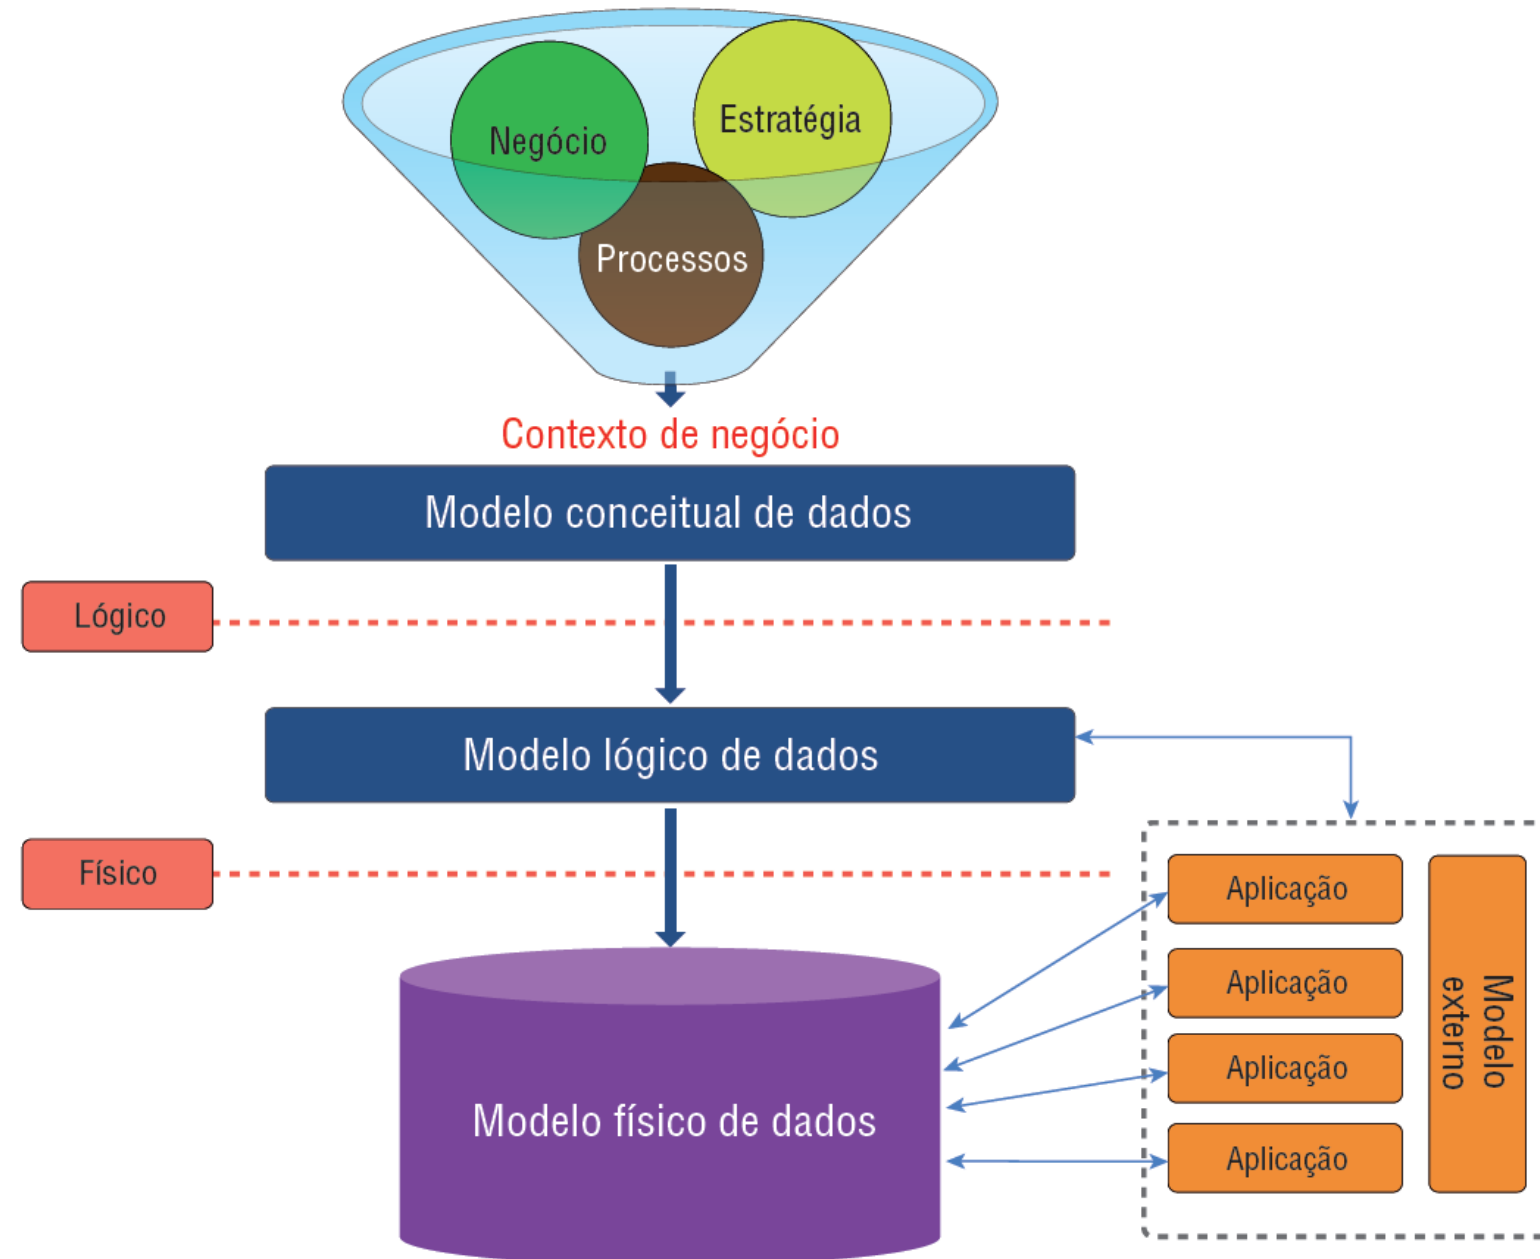 Negócio
Estratégia
Processos
Contexto de negócio
Modelo conceitual de dados
Lógico
Modelo lógico de dados
Físico
Aplicação
Aplicação
Aplicação
Aplicação
Modelo
externo
Modelo físico de dados